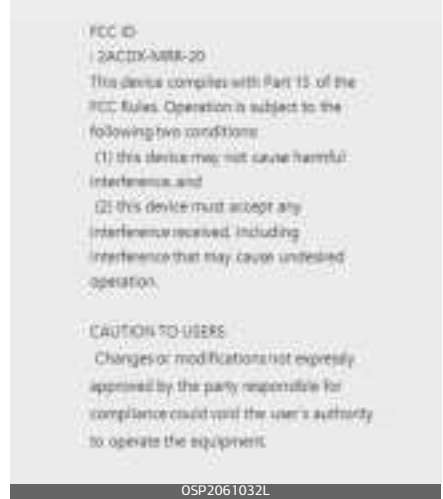 FCC ID
: 2ACDX-MRR-20
This device complies with Part 15 of the
FCC Rules. Operation is subject to the
following two conditions:
(1) this device may not cause harmful
interference, and
(2) this device must accept any
interference received, including
interference that may cause undesired
operation.
CAUTION TO USERS
Changes or modifications not expressly
approved by the party responsible for
compliance could void the user's authority
to operate the equipment.
OSP2061032L